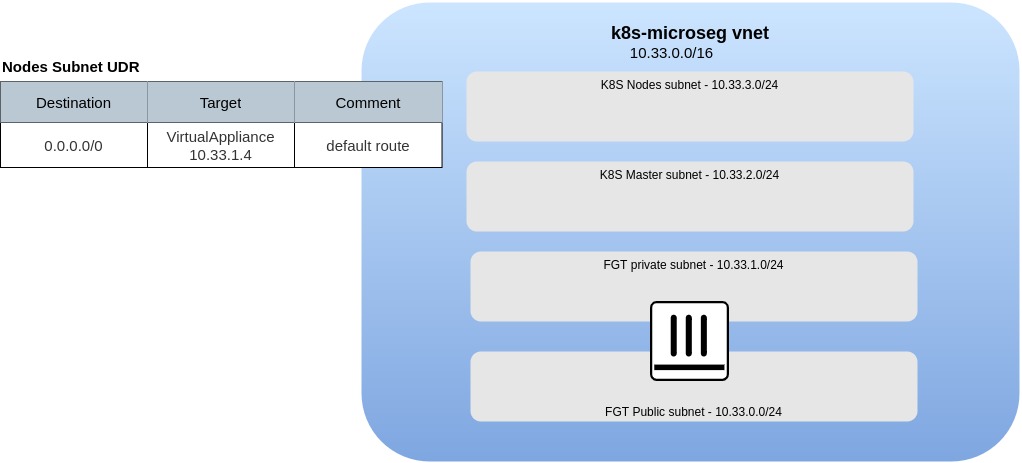 k8s-microseg vnet
10.33.0.0/16
Nodes Subnet UDR
Destination
Target
Comment
0.0.0.0/0
VirtualAppliance
10.33.1.4
default route
K8S Nodes subnet - 10.33.3.0/24
K8S Master subnet - 10.33.2.0/24
FGT private subnet - 10.33.1.0/24
FGT Public subnet - 10.33.0.0/24